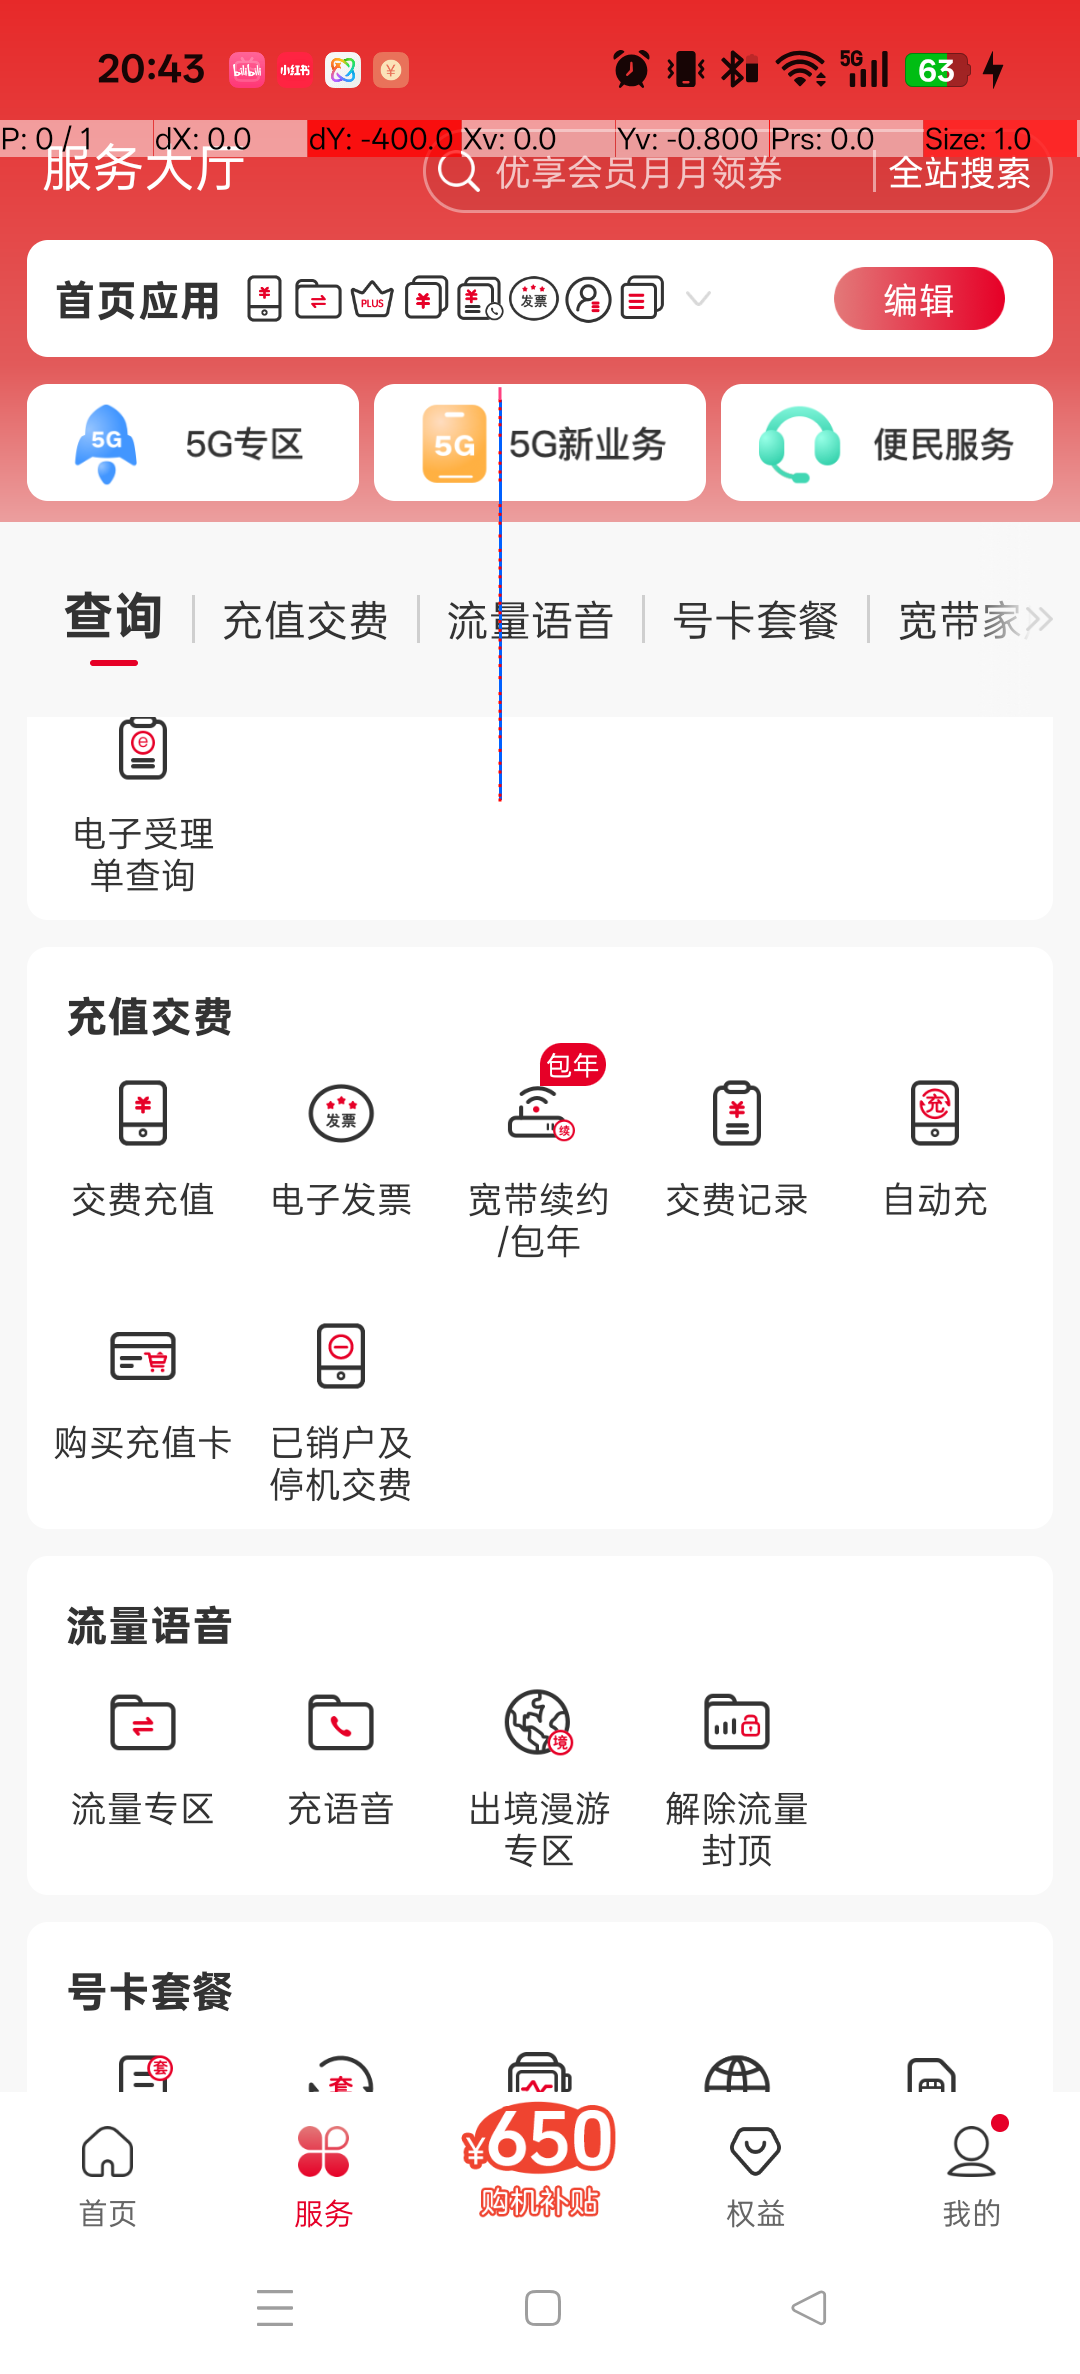 20:43 bilibili 小红书 ¥ 5G 63
P: 0 / 1 dX: 0.0 dY: -400.0 Xv: 0.0 Yv: -0.800 Prs: 0.0 Size: 1.0
服务大厅 优享会员月月领券 全站搜索
首页应用 ¥ PLUS ¥ ¥ 发票 编辑
5G 5G专区 5G 5G新业务 便民服务
查询 充值交费 流量语音 号卡套餐 宽带家
e
电子受理
单查询
充值交费
包年
¥ 发票 续 ¥ 充
交费充值 电子发票 宽带续约 交费记录 自动充
/包年
购买充值卡 已销户及
停机交费
流量语音
境
流量专区 充语音 出境漫游 解除流量
专区 封顶
号卡套餐
套 套
¥650
购机补贴
首页 服务 权益 我的